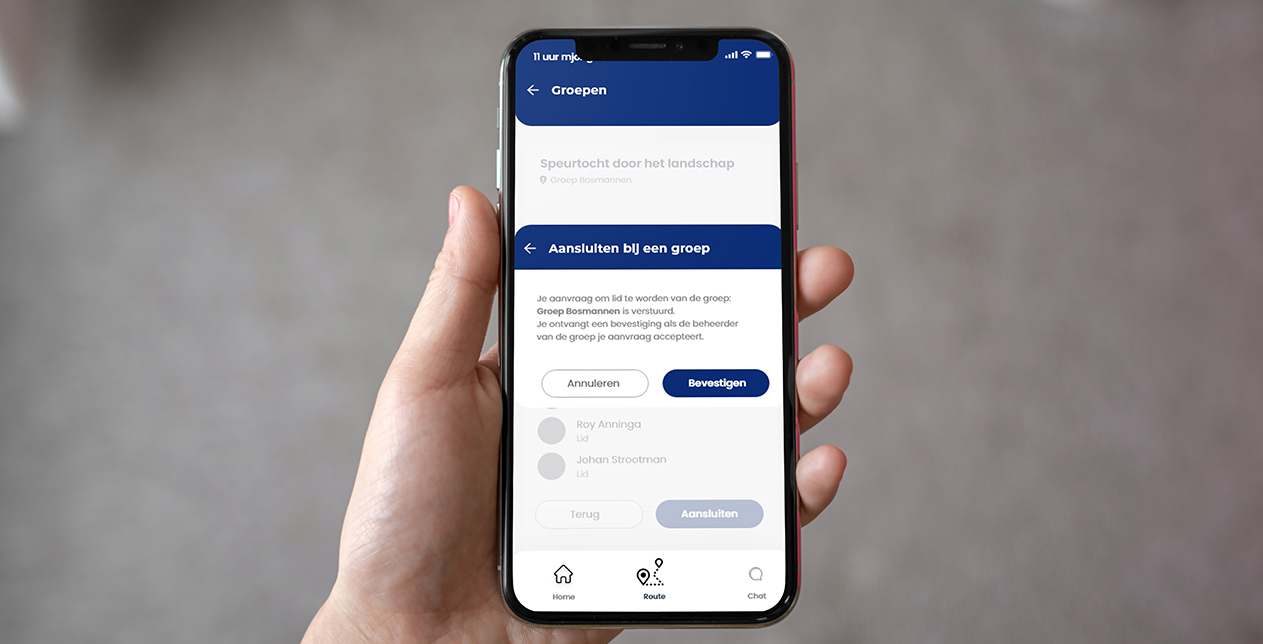 11 uur
Groepen
Speurtocht door het landschap
Groep Bosmannen
Aansluiten bij een groep
Je aanvraag om lid te worden van de groep:
Groep Bosmannen is verstuurd.
Je ontvangt een bevestiging als de beheerder
van de groep je aanvraag accepteert.
Annuleren Bevestigen
Roy Anninga
Lid
Johan Strootman
Lid
Terug Aansluiten
Home Route Chat